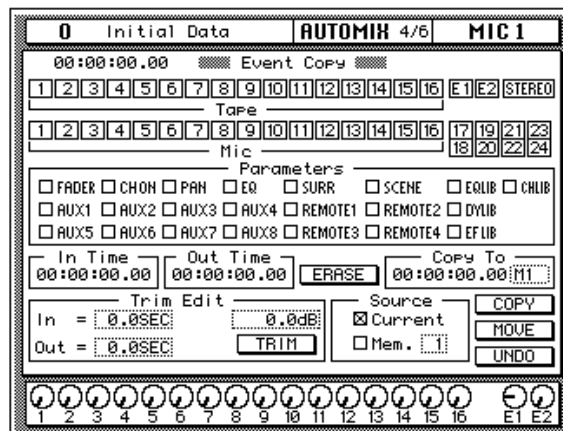 0 Initial Data AUTOMIX 4/6 MIC 1
00:00:00.00 Event Copy
1 2 3 4 5 6 7 8 9 10 11 12 13 14 15 16 E1 E2 STEREO
Tape
1 2 3 4 5 6 7 8 9 10 11 12 13 14 15 16 17 19 21 23
18 20 22 24
Mic
Parameters
FADER CHON PAN EQ SURR SCENE EQLIB CHLIB
AUX1 AUX2 AUX3 AUX4 REMOTE1 REMOTE2 DYLIB
AUX5 AUX6 AUX7 AUX8 REMOTE3 REMOTE4 EFLIB
In Time Out Time Copy To
00:00:00.00 00:00:00.00 ERASE 00:00:00.00 M1
Trim Edit Source COPY
In = 0.0SEC 0.0dB Current MOVE
Out = 0.0SEC TRIM Mem. 1 UNDO
1 2 3 4 5 6 7 8 9 10 11 12 13 14 15 16 E1 E2